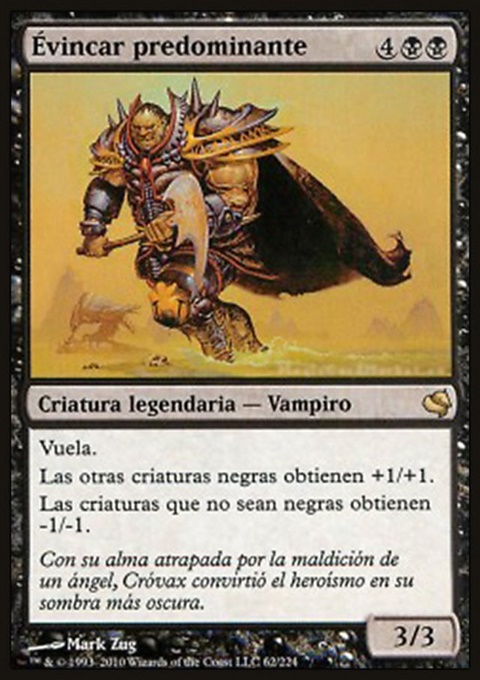 Évincar predominante 4
Criatura legendaria — Vampiro
Vuela.
Las otras criaturas negras obtienen +1/+1.
Las criaturas que no sean negras obtienen
-1/-1.
Con su alma atrapada por la maldición de
un ángel, Cróvax convirtió el heroísmo en su
sombra más oscura.
Mark Zug
3/3
™ & © 1993–2010 Wizards of the Coast LLC 62/224